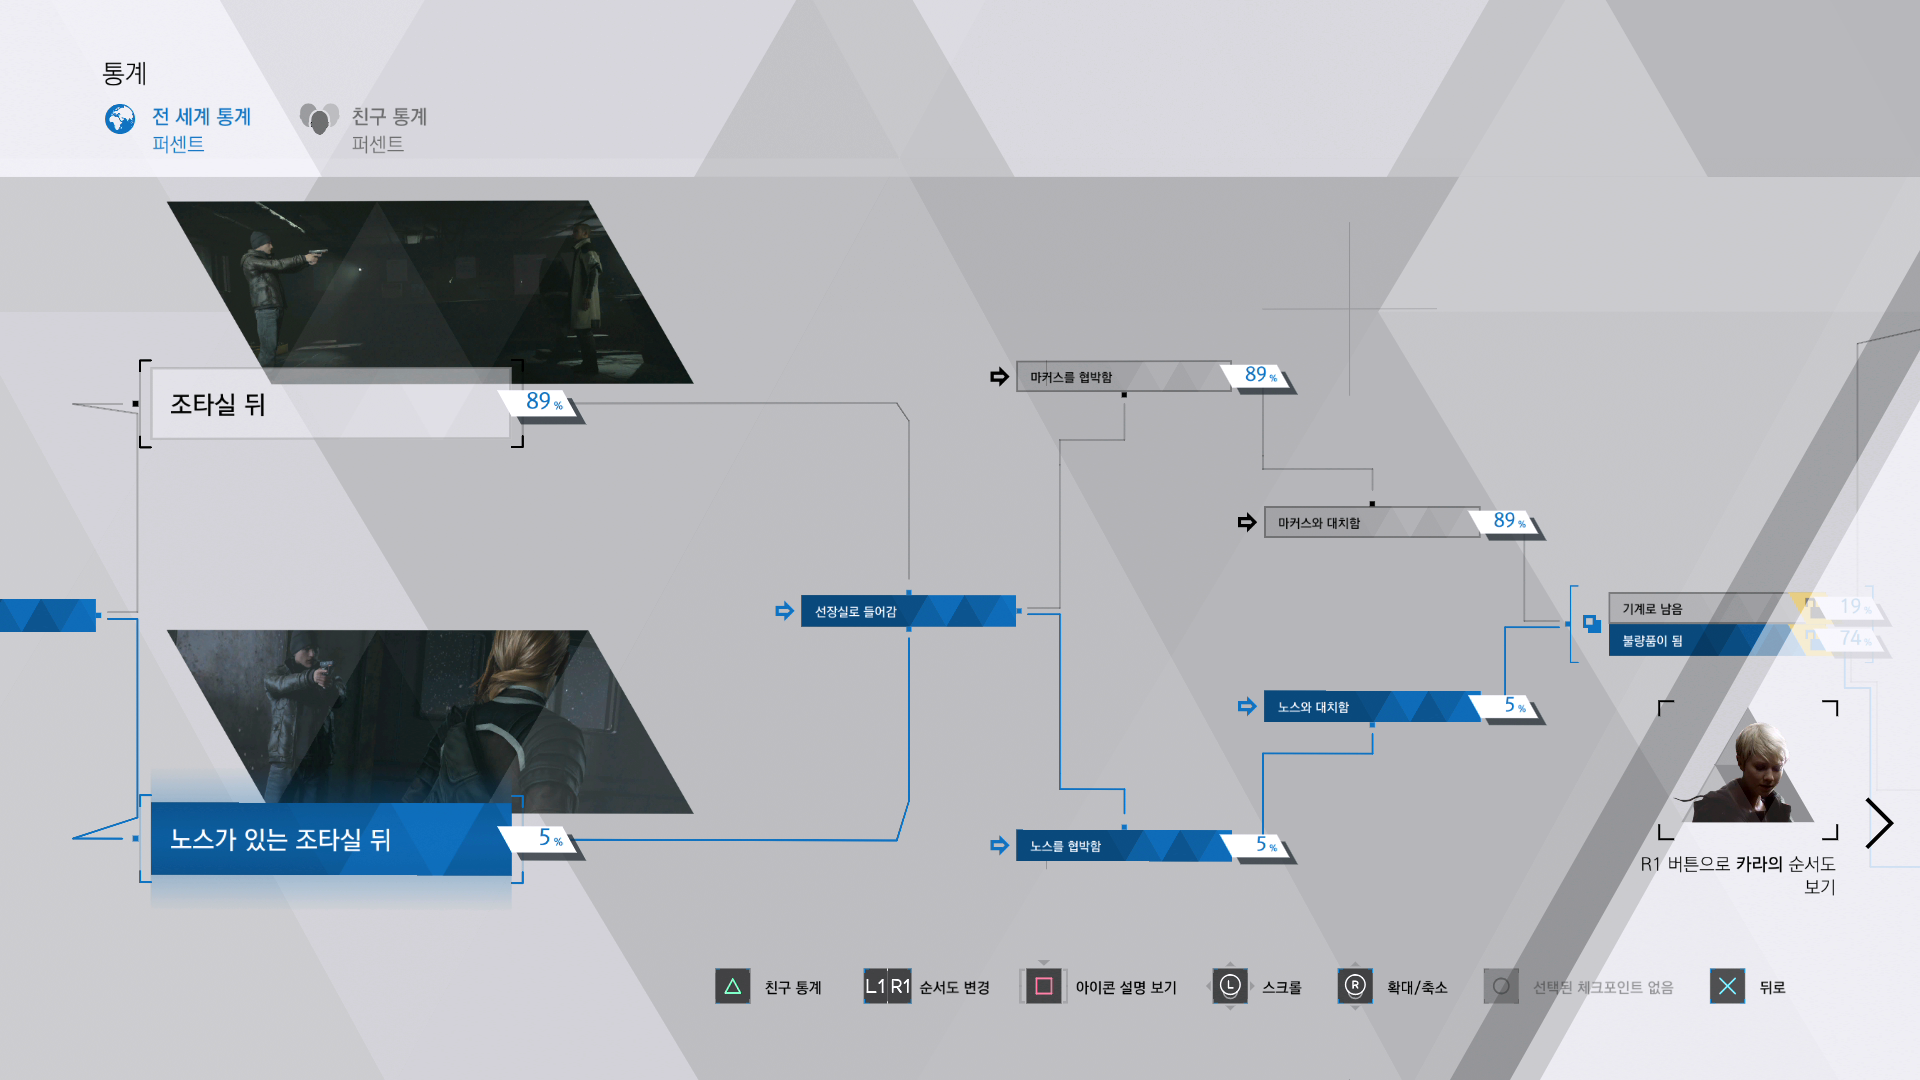 통계
전 세계 통계
퍼센트
친구 통계
퍼센트
조타실 뒤
89%
마커스를 협박함
89%
마커스와 대치함
89%
선장실로 들어감
기계로 남음
19%
불량품이 됨
74%
노스와 대치함
5%
노스가 있는 조타실 뒤
5%
노스를 협박함
5%
R1 버튼으로 카라의 순서도
보기
친구 통계
L1 R1 순서도 변경
아이콘 설명 보기
L 스크롤
R 확대/축소
선택된 체크포인트 없음
뒤로